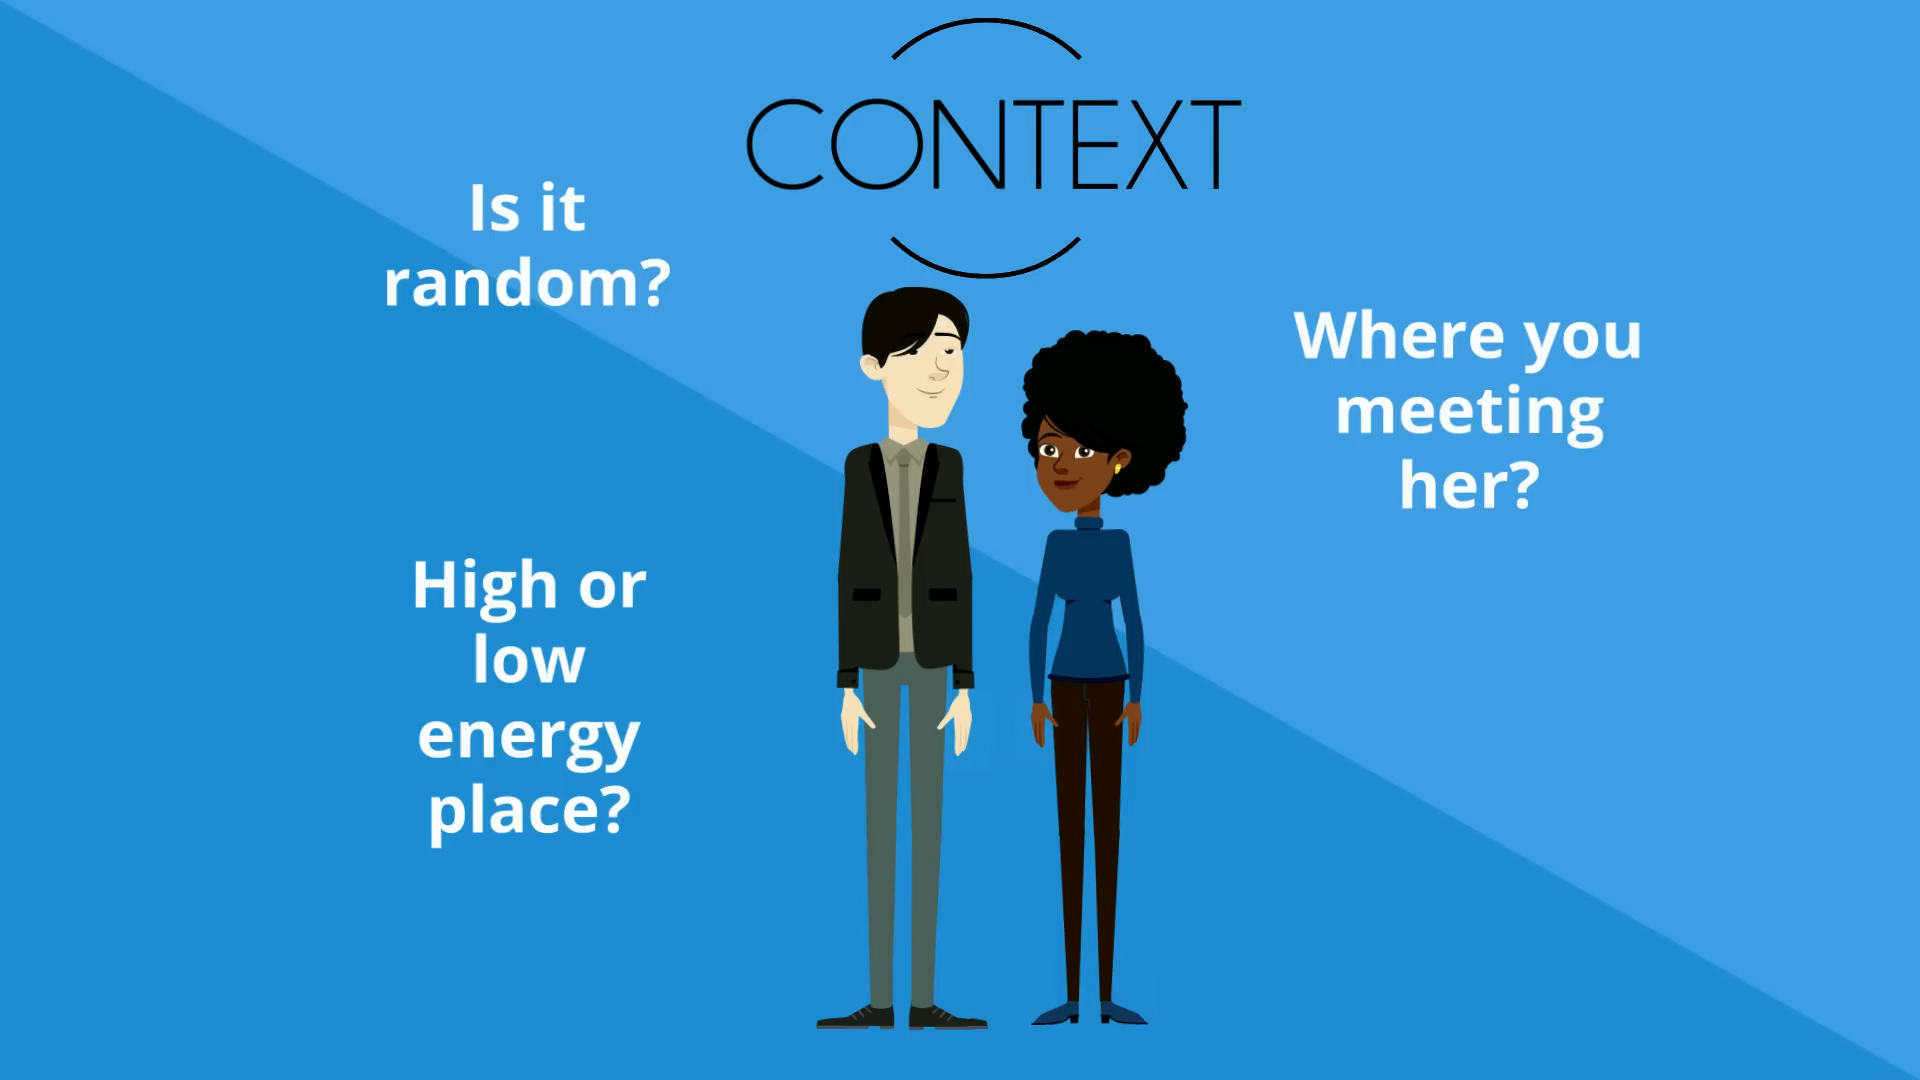 CONTEXT
Is it
random?
Where you
meeting
her?
High or
low
energy
place?